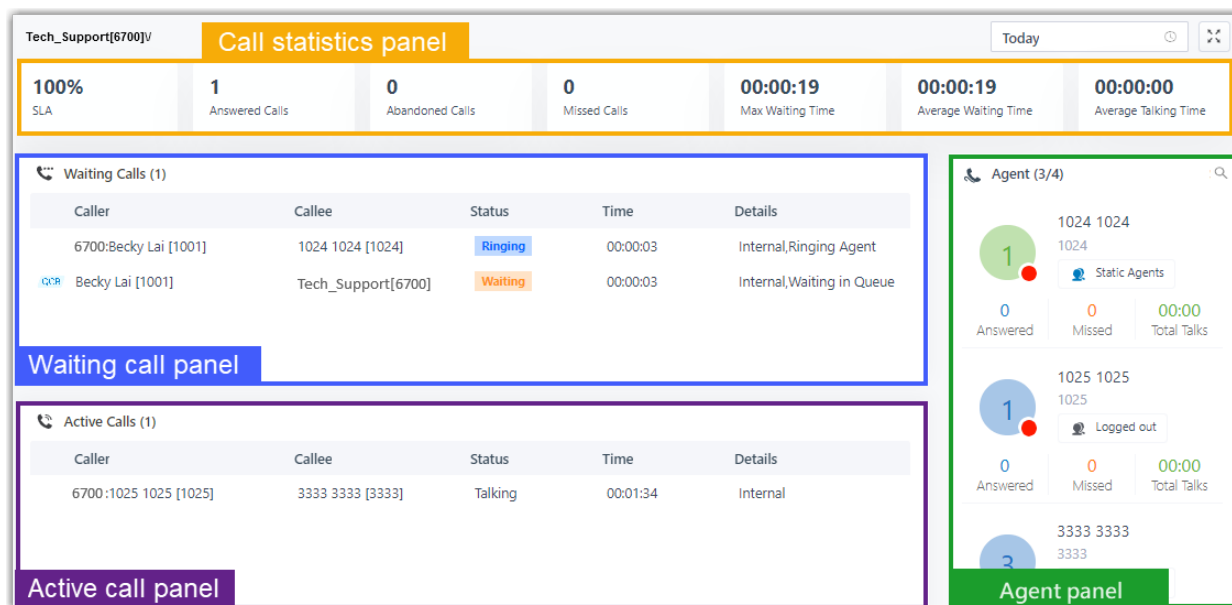 Tech_Support[6700]\/
Call statistics panel
Today
100%
SLA
1
Answered Calls
0
Abandoned Calls
0
Missed Calls
00:00:19
Max Waiting Time
00:00:19
Average Waiting Time
00:00:00
Average Talking Time
Waiting Calls (1)
Caller Callee Status Time Details
6700:Becky Lai [1001] 1024 1024 [1024] Ringing 00:00:03 Internal,Ringing Agent
QCB Becky Lai [1001] Tech_Support[6700] Waiting 00:00:03 Internal,Waiting in Queue
Waiting call panel
Active Calls (1)
Caller Callee Status Time Details
6700 :1025 1025 [1025] 3333 3333 [3333] Talking 00:01:34 Internal
Active call panel
Agent (3/4)
1
1024 1024
1024
Static Agents
0 0 00:00
Answered Missed Total Talks
1
1025 1025
1025
Logged out
0 0 00:00
Answered Missed Total Talks
3
3333 3333
3333
Agent panel